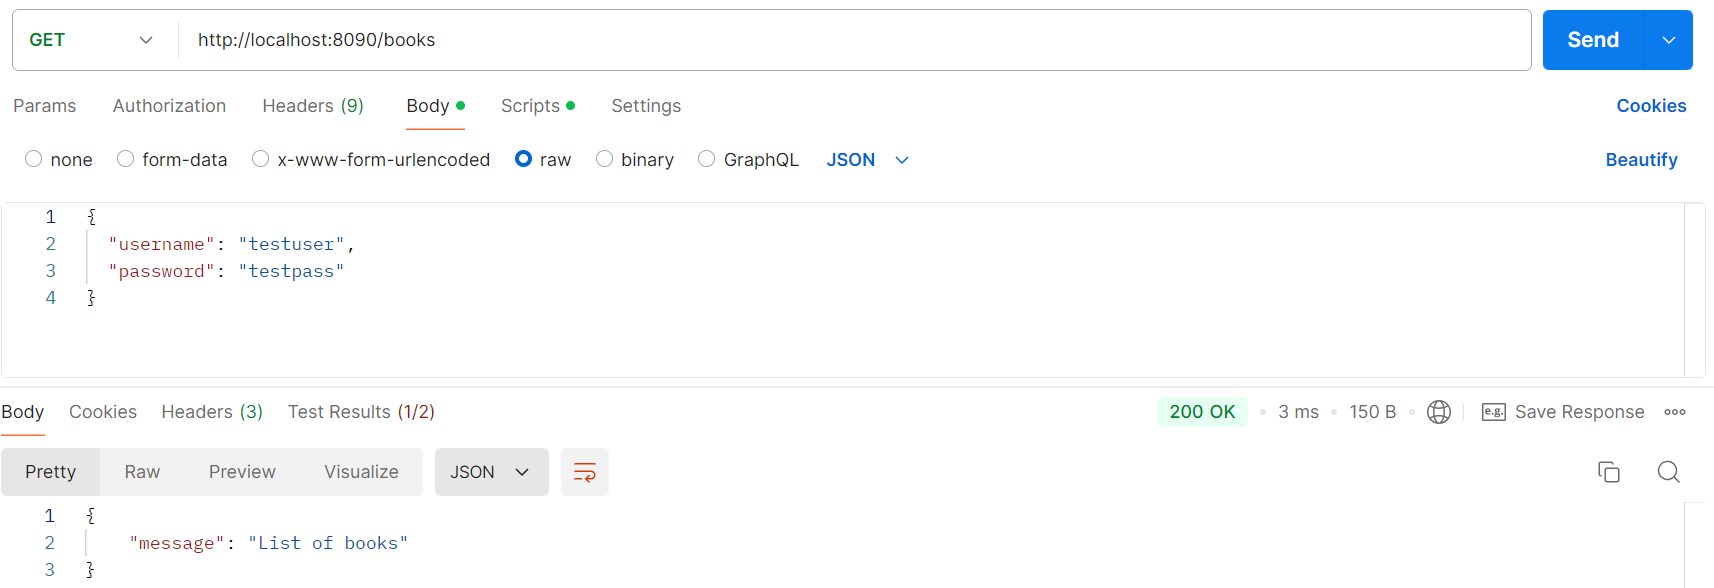 GET http://localhost:8090/books Send
Params Authorization Headers (9) Body Scripts Settings Cookies
none form-data x-www-form-urlencoded raw binary GraphQL JSON Beautify
1 {
2 "username": "testuser",
3 "password": "testpass"
4 }
Body Cookies Headers (3) Test Results (1/2) 200 OK 3 ms 150 B e.g. Save Response
Pretty Raw Preview Visualize JSON
1 {
2 "message": "List of books"
3 }